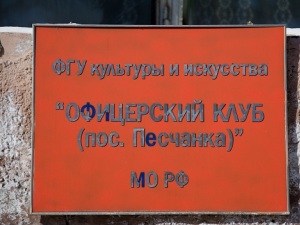 ФГУ культуры и искусства
"ОФИЦЕРСКИЙ КЛУБ
(пос. Песчанка)"
МО РФ